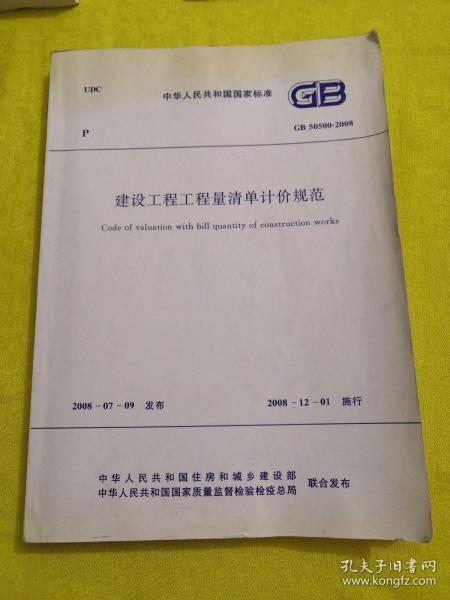 UDC
中华人民共和国国家标准
GB
P
GB 50500-2008
建设工程工程量清单计价规范
Code of valuation with bill quantity of construction works
2008-07-09 发布
2008-12-01 施行
中华人民共和国住房和城乡建设部
中华人民共和国国家质量监督检验检疫总局
联合发布
孔夫子旧书网
www.kongfz.com